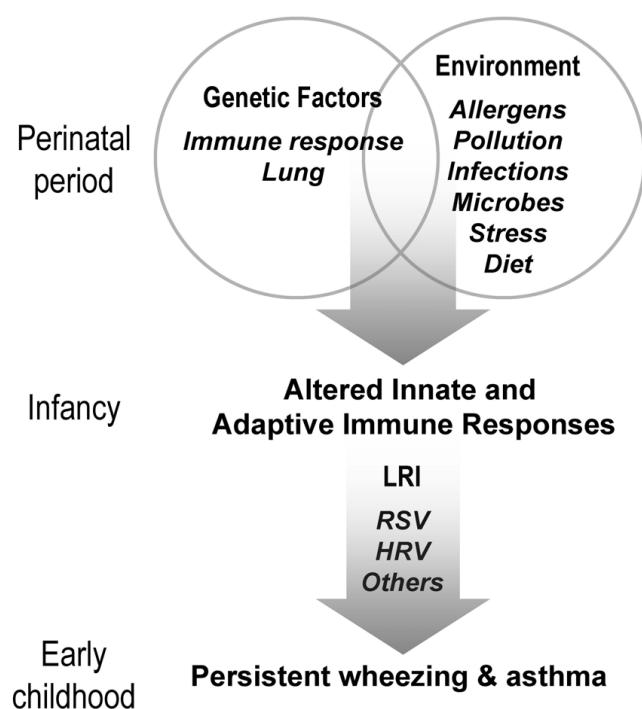 Perinatal
period
Genetic Factors
Immune response
Lung
Environment
Allergens
Pollution
Infections
Microbes
Stress
Diet
Infancy
Altered Innate and
Adaptive Immune Responses
LRI
RSV
HRV
Others
Early
childhood
Persistent wheezing & asthma